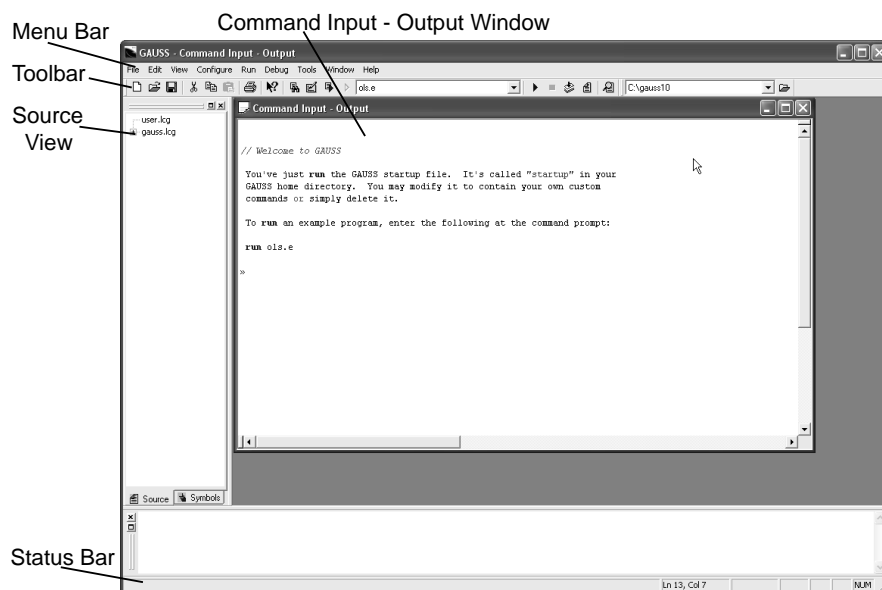 Command Input - Output Window
Menu Bar
GAUSS - Command Input - Output
File Edit View Configure Run Debug Tools Window Help
Toolbar
ols.e
C:\gauss10
Source View
user.lcg
gauss.lcg
Command Input - Output
// Welcome to GAUSS
You've just run the GAUSS startup file. It's called "startup" in your
GAUSS home directory. You may modify it to contain your own custom
commands or simply delete it.
To run an example program, enter the following at the command prompt:
run ols.e
»
Source Symbols
Status Bar
Ln 13, Col 7 NUM